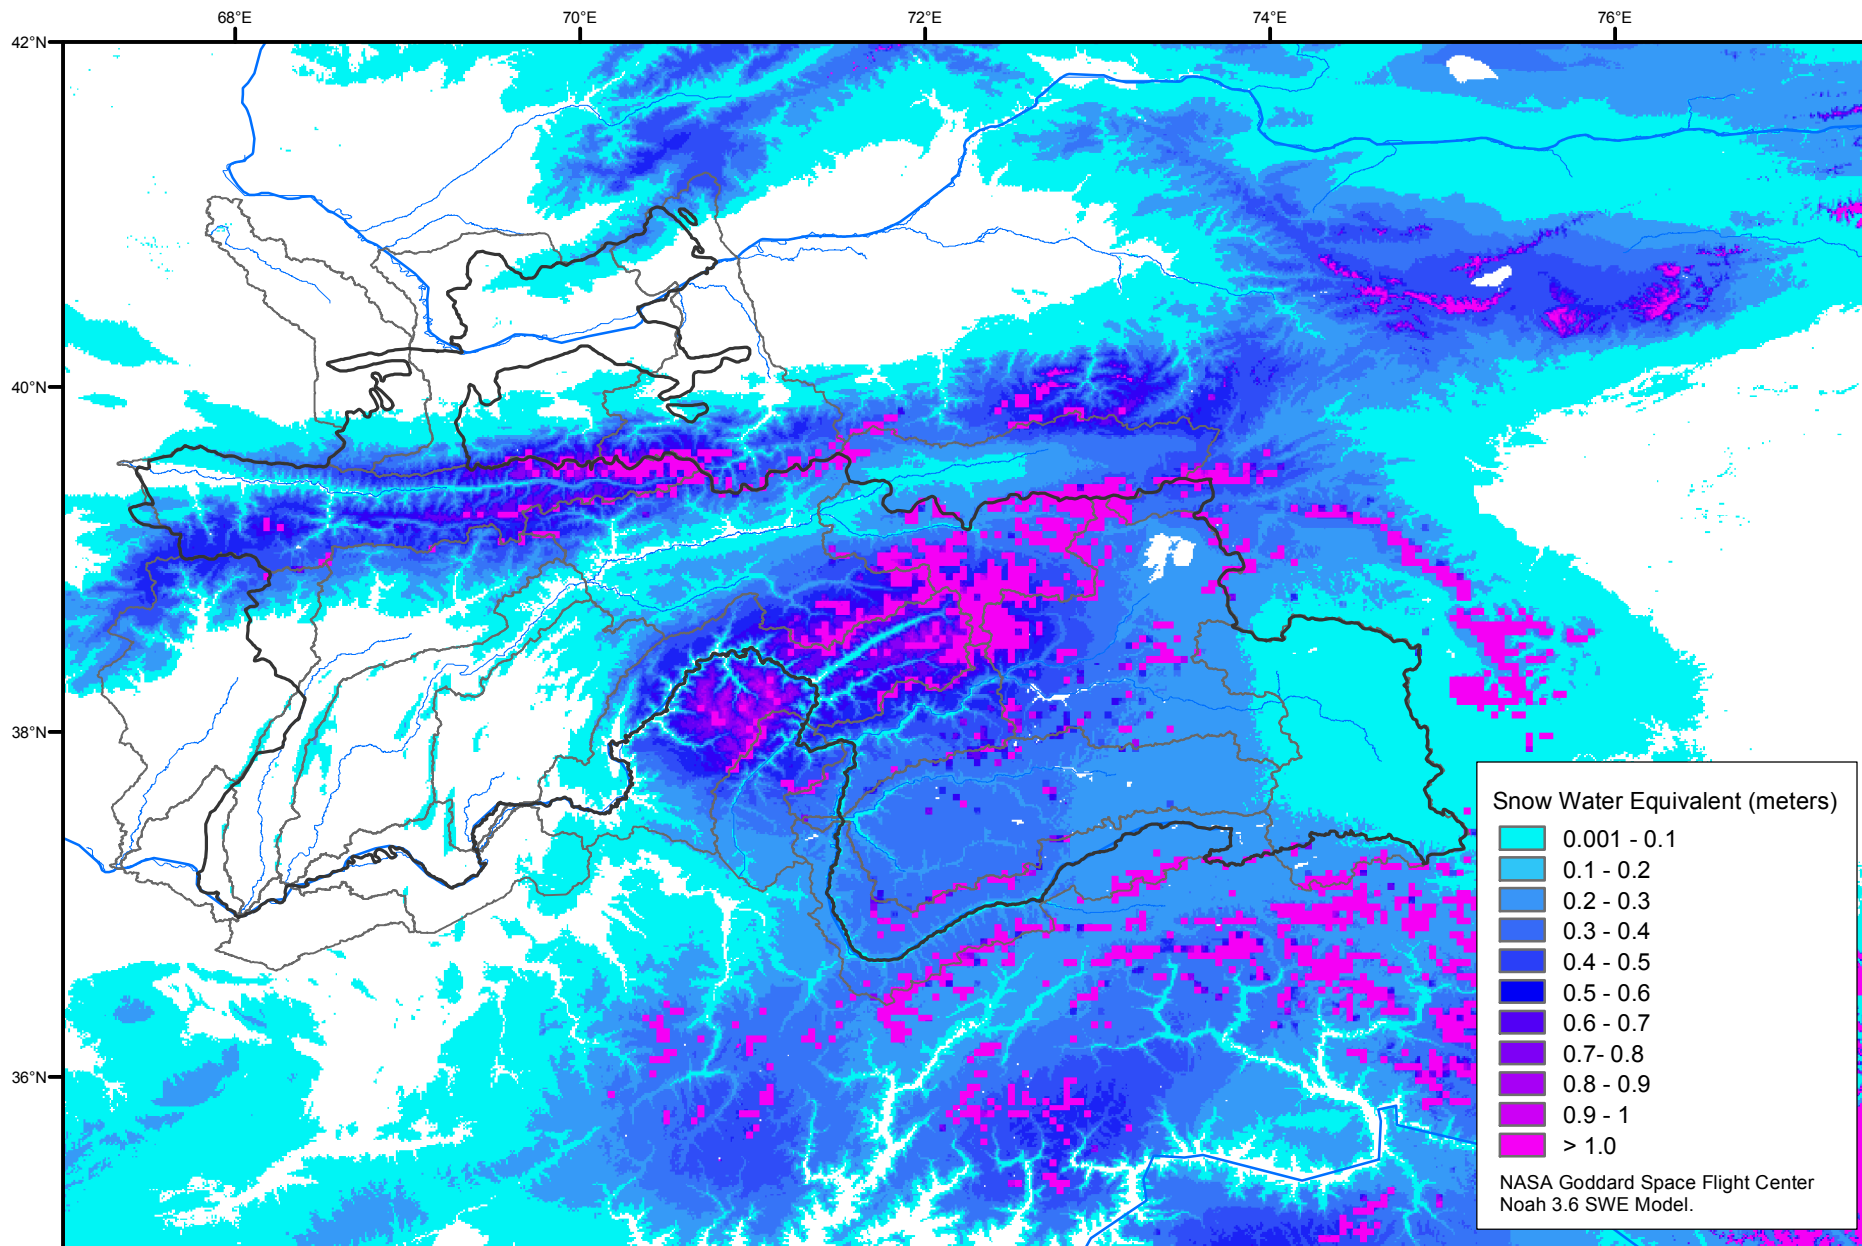 68°E
70°E
72°E
74°E
76°E
42°N
40°N
38°N
36°N
Snow Water Equivalent (meters)
0.001 - 0.1
0.1 - 0.2
0.2 - 0.3
0.3 - 0.4
0.4 - 0.5
0.5 - 0.6
0.6 - 0.7
0.7- 0.8
0.8 - 0.9
0.9 - 1
> 1.0
NASA Goddard Space Flight Center
Noah 3.6 SWE Model.